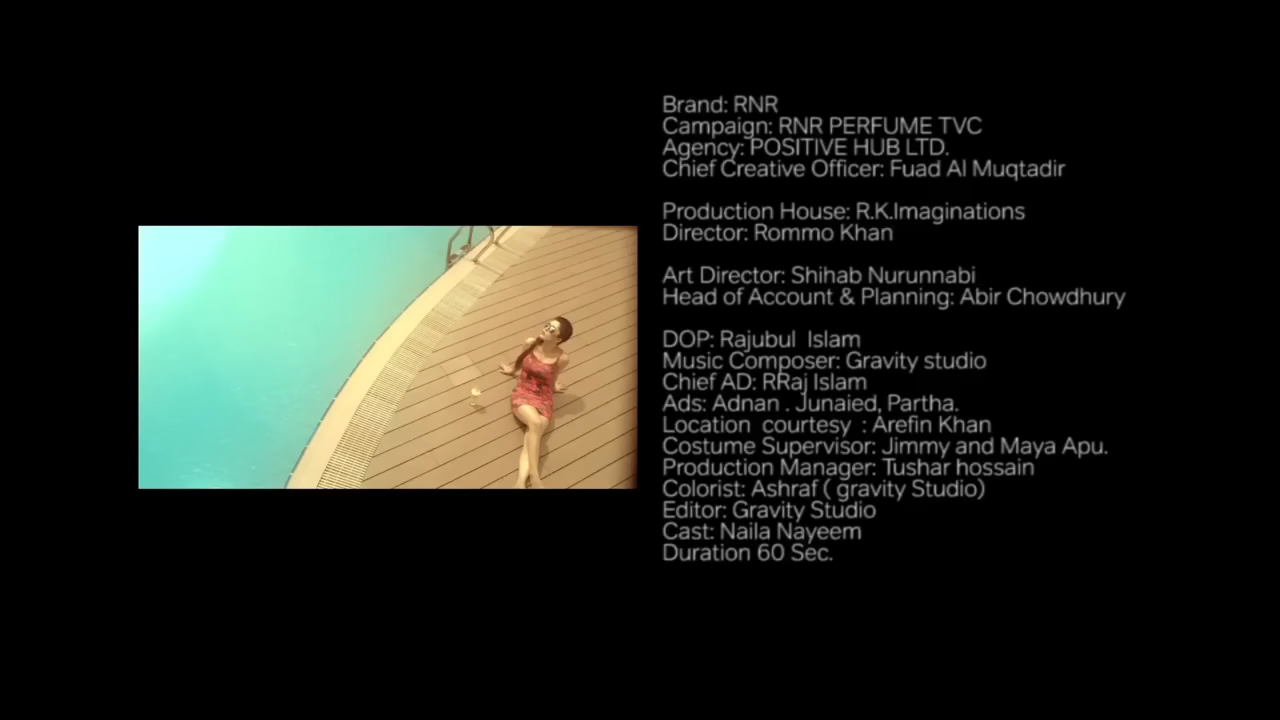 Brand: RNR
Campaign: RNR PERFUME TVC
Agency: POSITIVE HUB LTD.
Chief Creative Officer: Fuad Al Muqtadir
Production House: R.K.Imaginations
Director: Rommo Khan
Art Director: Shihab Nurunnabi
Head of Account & Planning: Abir Chowdhury
DOP: Rajubul  Islam
Music Composer: Gravity studio
Chief AD: RRaj Islam
Ads: Adnan . Junaied, Partha.
Location  courtesy  : Arefin Khan
Costume Supervisor: Jimmy and Maya Apu.
Production Manager: Tushar hossain
Colorist: Ashraf ( gravity Studio)
Editor: Gravity Studio
Cast: Naila Nayeem
Duration 60 Sec.